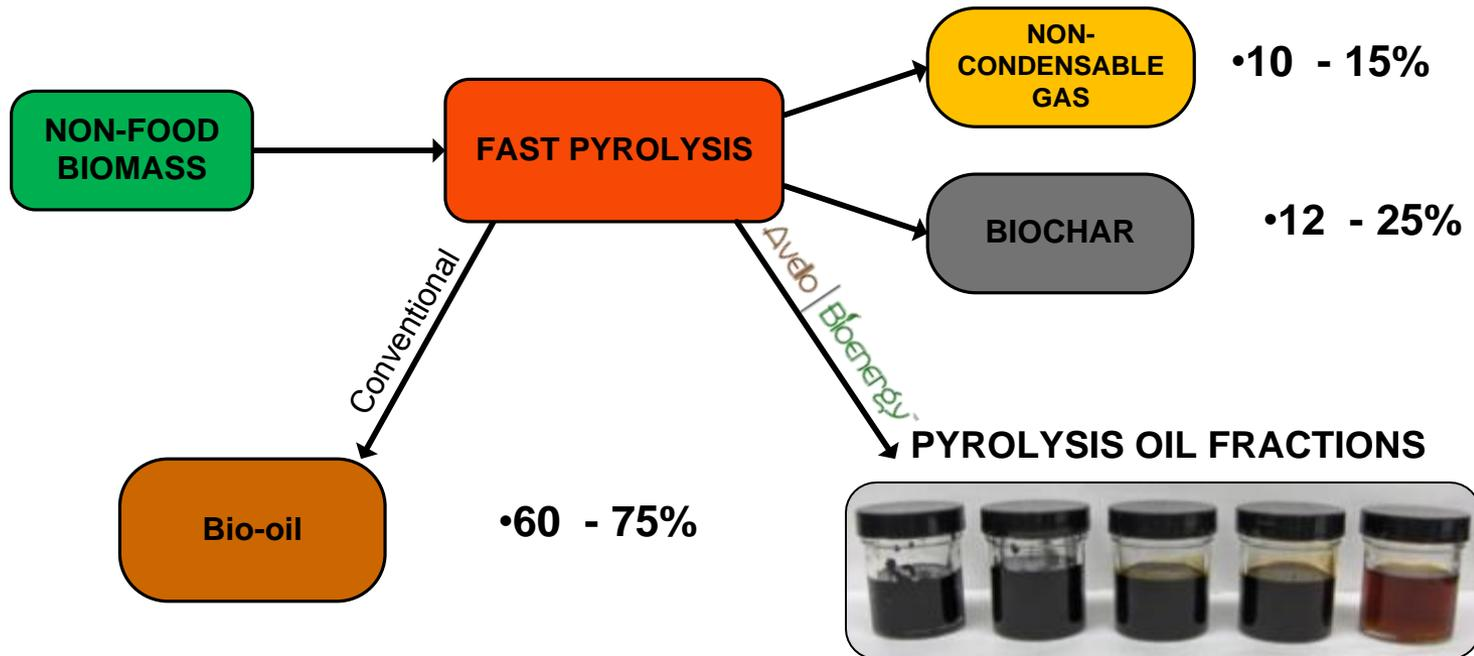 NON-FOOD
BIOMASS
FAST PYROLYSIS
NON-
CONDENSABLE
GAS
•10 - 15%
BIOCHAR
•12 - 25%
Conventional
Avello
Bioenergy™
Bio-oil
•60 - 75%
PYROLYSIS OIL FRACTIONS